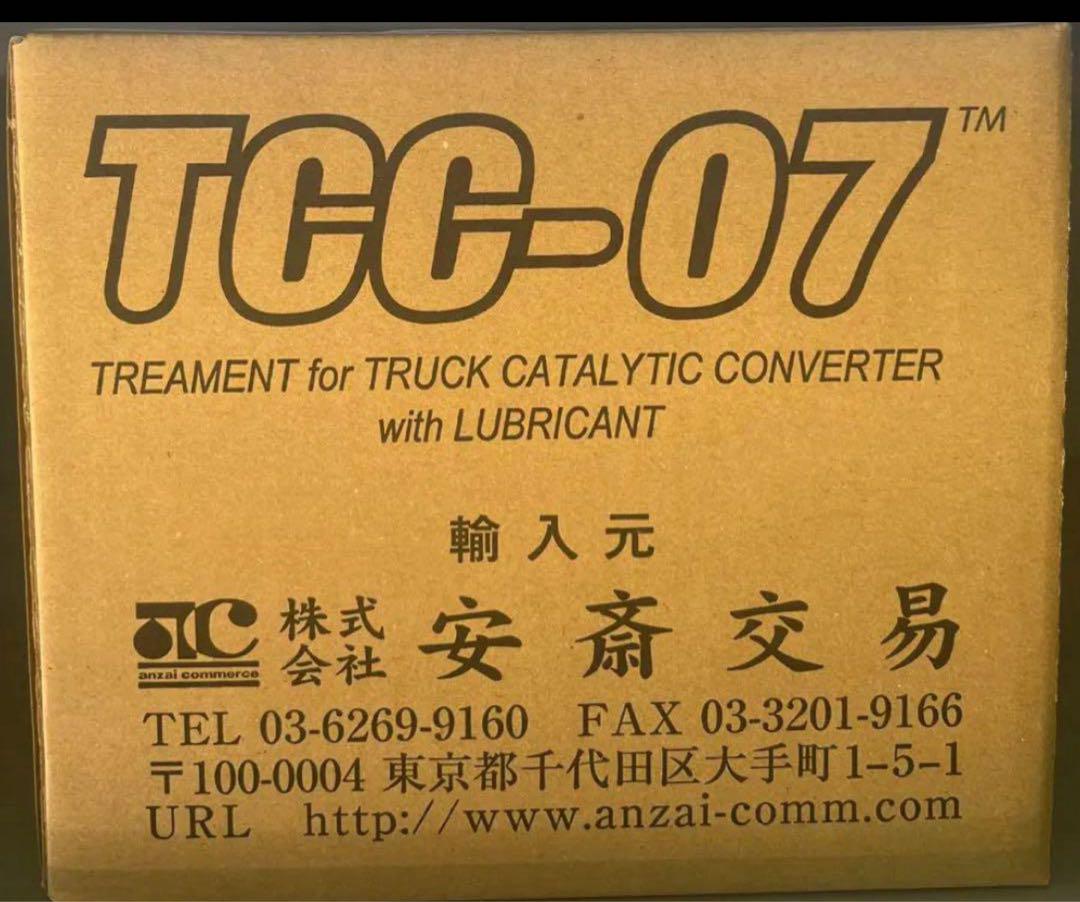 TCC-07™
TREAMENT for TRUCK CATALYTIC CONVERTER
with LUBRICANT
輸入元
anzai commerce 株式会社 安斎交易
TEL 03-6269-9160 FAX 03-3201-9166
〒100-0004 東京都千代田区大手町1-5-1
URL http://www.anzai-comm.com